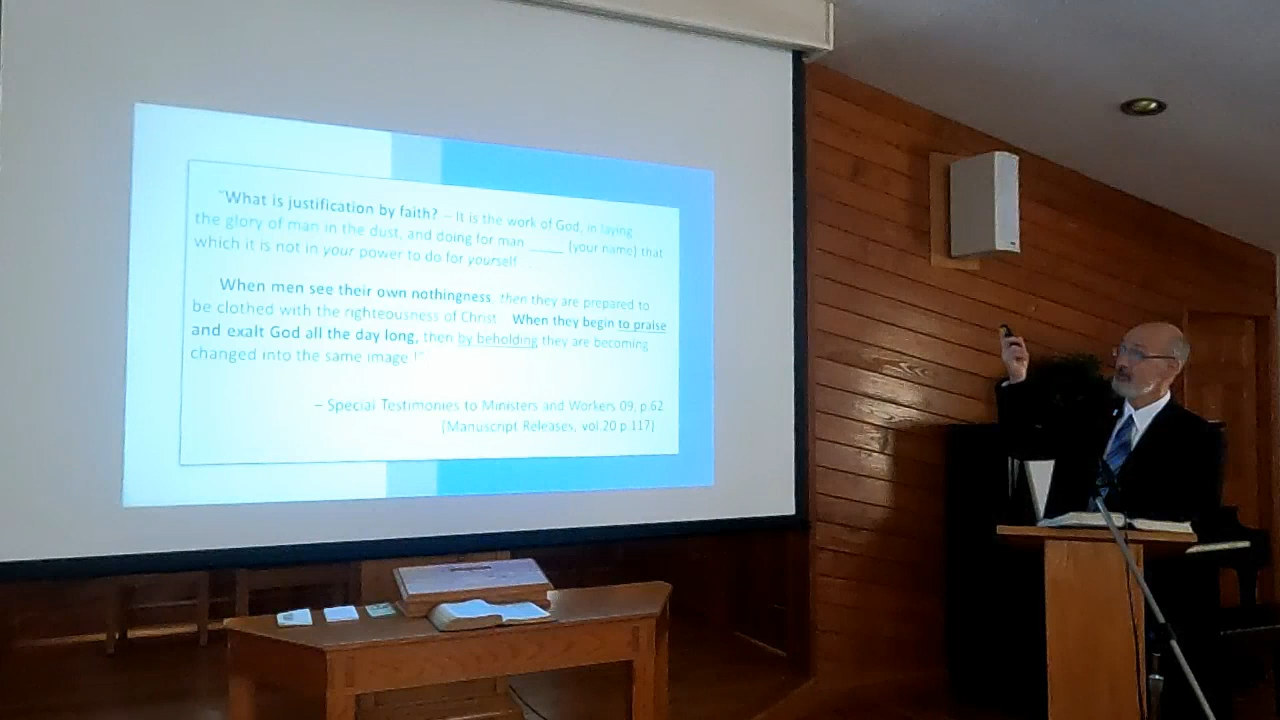 "What is justification by faith? – It is the work of God, in laying
the glory of man in the dust, and doing for man _____ (your name) that
which it is not in your power to do for yourself
When men see their own nothingness, then they are prepared to
be clothed with the righteousness of Christ. When they begin to praise
and exalt God all the day long, then by beholding they are becoming
changed into the same image !"
– Special Testimonies to Ministers and Workers 09, p.62
(Manuscript Releases, vol.20 p.117)